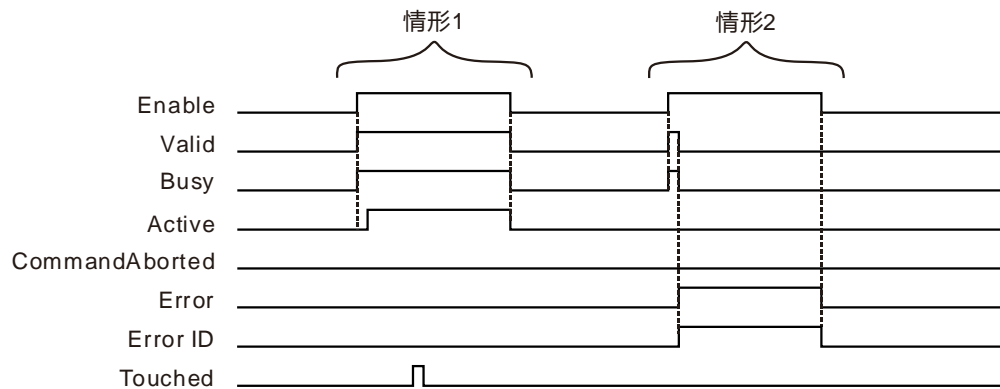 情形1
情形2
Enable
Valid
Busy
Active
CommandAborted
Error
Error ID
Touched